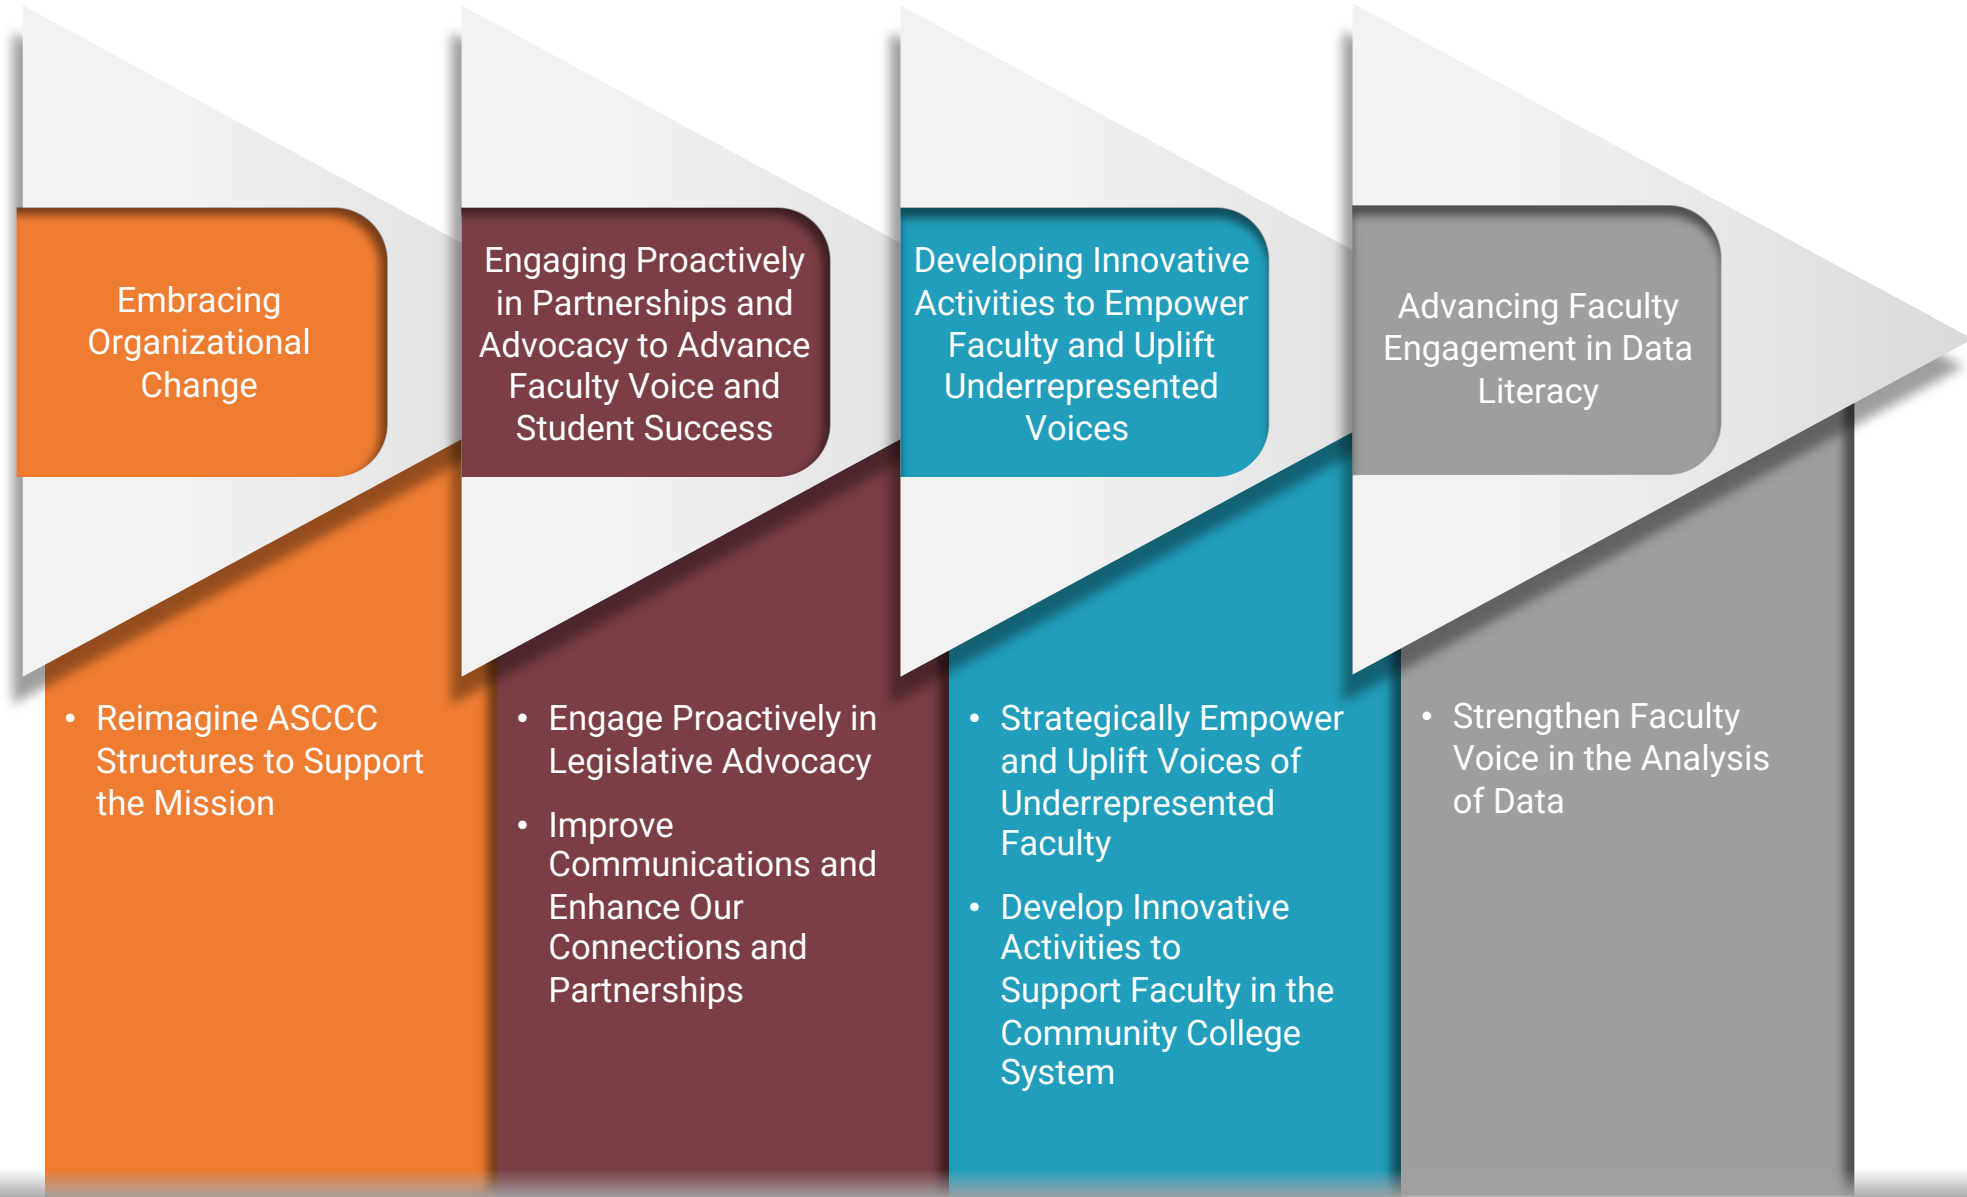 Embracing
Organizational
Change
Engaging Proactively
in Partnerships and
Advocacy to Advance
Faculty Voice and
Student Success
Developing Innovative
Activities to Empower
Faculty and Uplift
Underrepresented
Voices
Advancing Faculty
Engagement in Data
Literacy
• Reimagine ASCCC
Structures to Support
the Mission
• Engage Proactively in
Legislative Advocacy
• Improve
Communications and
Enhance Our
Connections and
Partnerships
• Strategically Empower
and Uplift Voices of
Underrepresented
Faculty
• Develop Innovative
Activities to
Support Faculty in the
Community College
System
• Strengthen Faculty
Voice in the Analysis
of Data